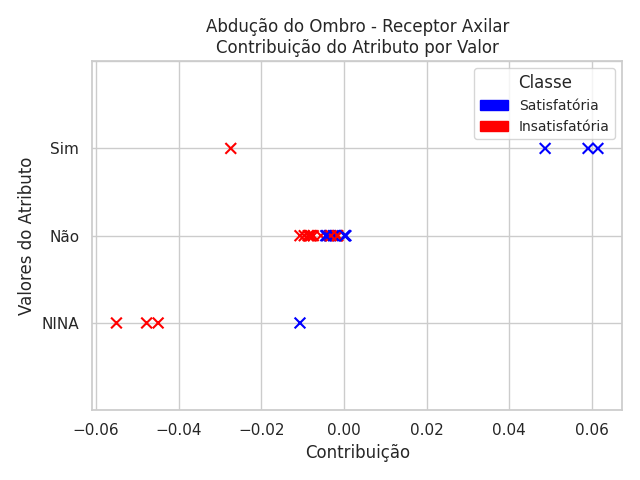 Abdução do Ombro - Receptor Axilar
Contribuição do Atributo por Valor
Classe
Satisfatória
Insatisfatória
Valores do Atributo
Sim
Não
NINA
−0.06 −0.04 −0.02 0.00 0.02 0.04 0.06
Contribuição